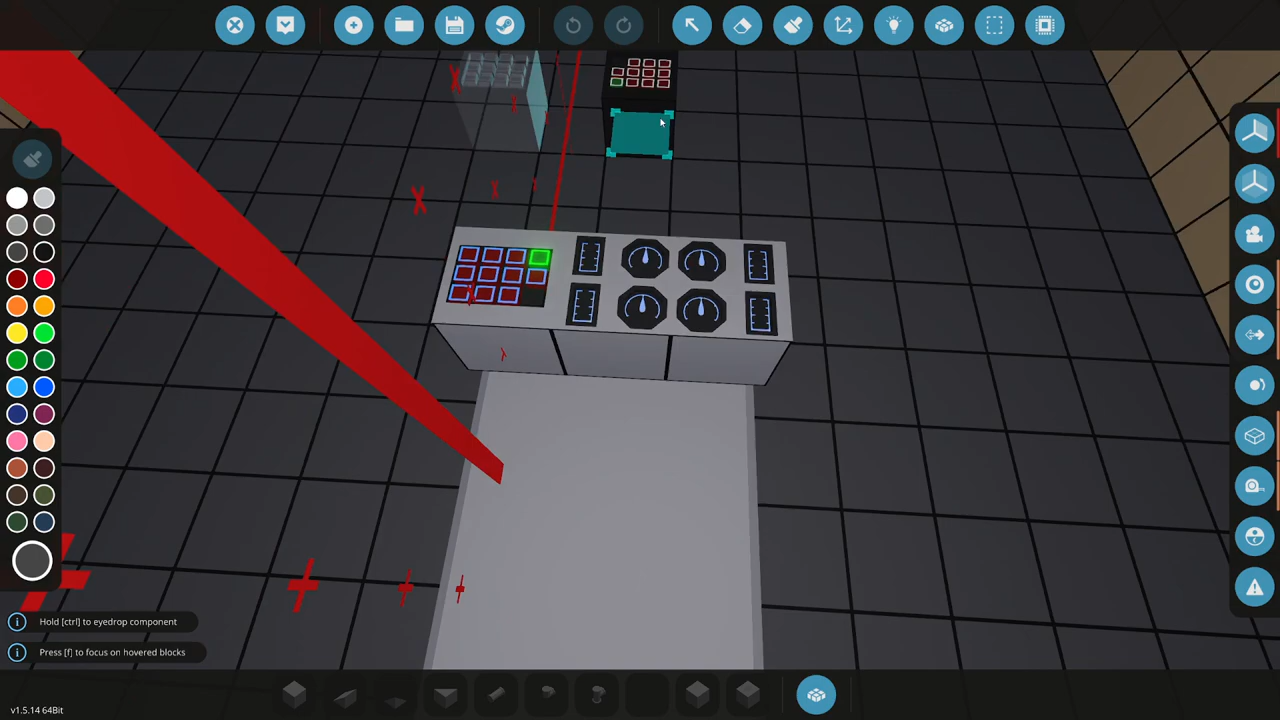 Hold [ctrl] to eyedrop component
Press [f] to focus on hovered blocks
v1.5.14 64Bit